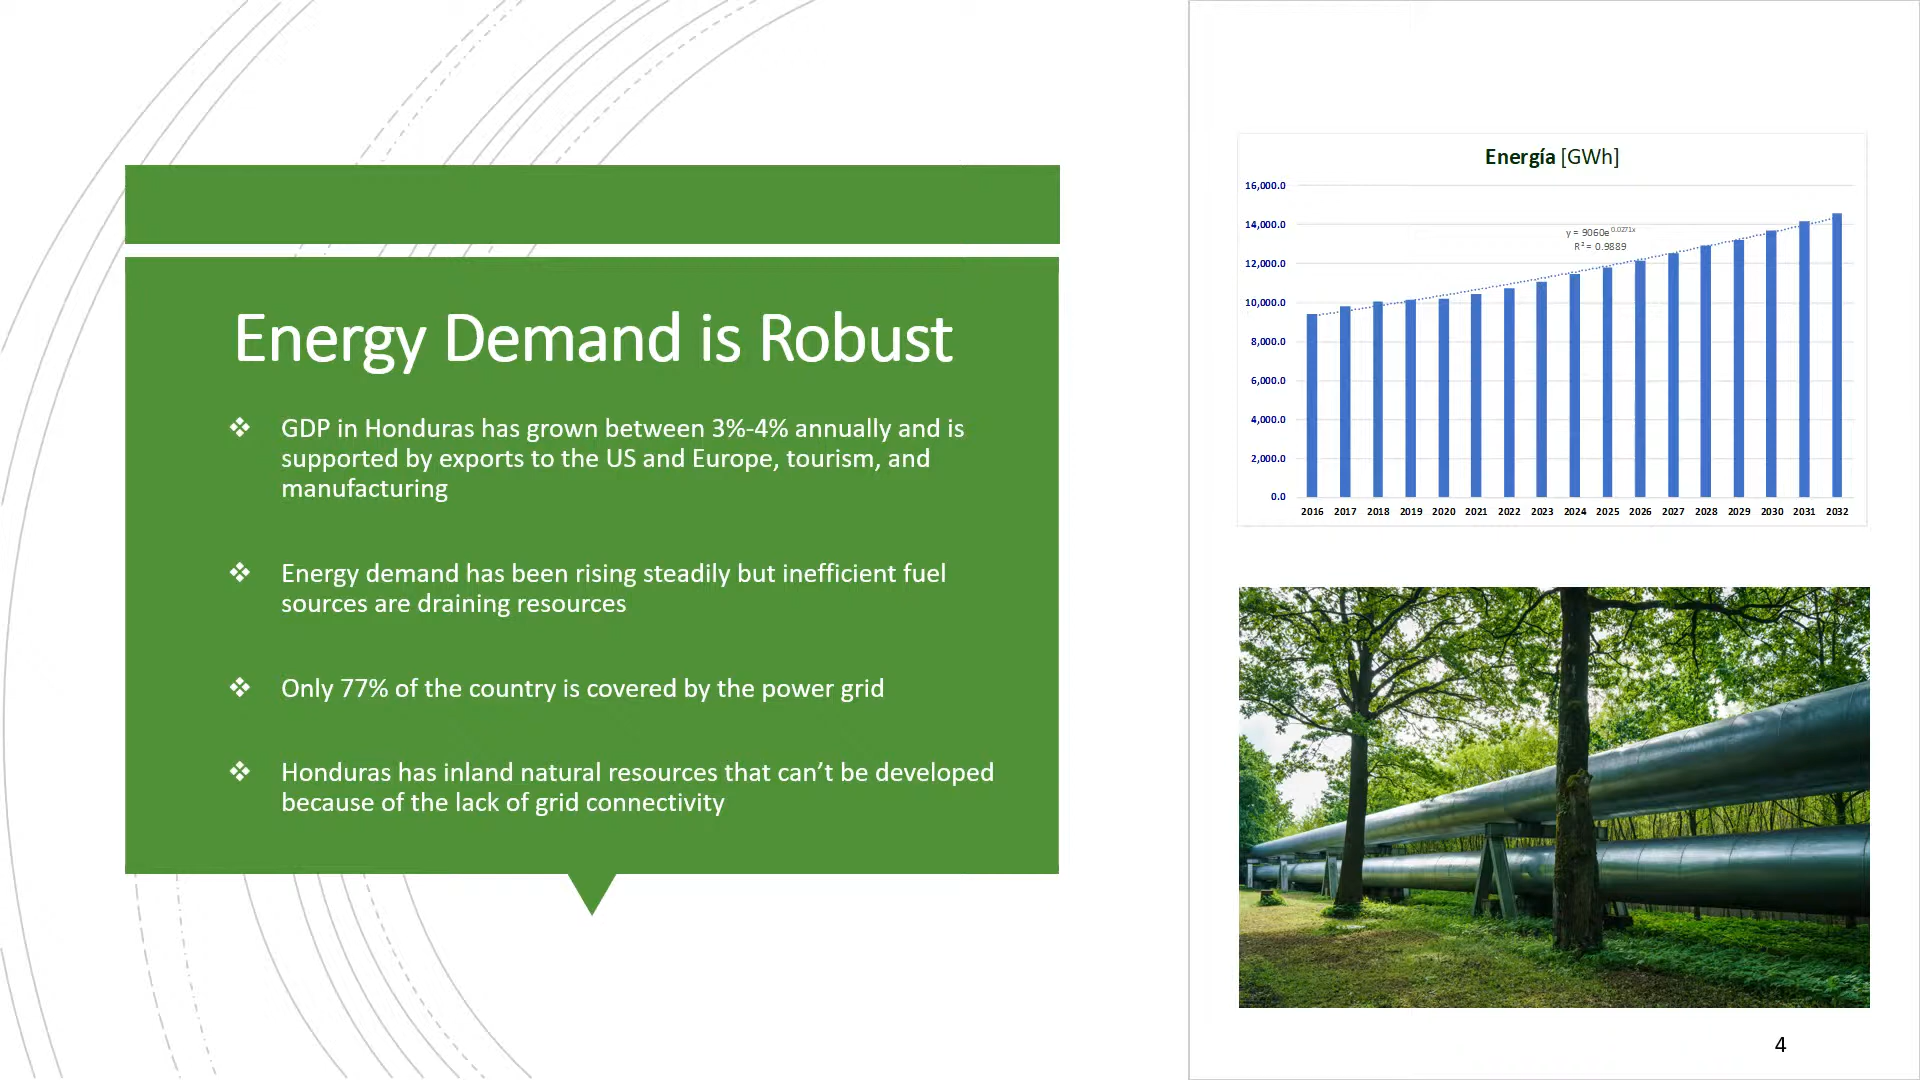 Energy Demand is Robust
❖ GDP in Honduras has grown between 3%-4% annually and is
supported by exports to the US and Europe, tourism, and
manufacturing
❖ Energy demand has been rising steadily but inefficient fuel
sources are draining resources
❖ Only 77% of the country is covered by the power grid
❖ Honduras has inland natural resources that can’t be developed
because of the lack of grid connectivity
Energía [GWh]
16,000.0
14,000.0
12,000.0
10,000.0
8,000.0
6,000.0
4,000.0
2,000.0
0.0
y = 9060e^0.0271x
R² = 0.9889
2016 2017 2018 2019 2020 2021 2022 2023 2024 2025 2026 2027 2028 2029 2030 2031 2032
4